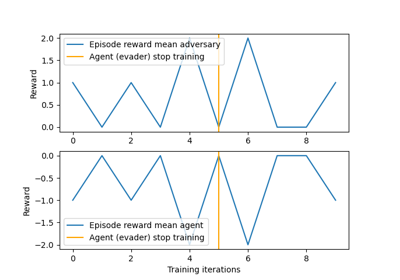 2.0
1.5
1.0
0.5
0.0
Reward
Episode reward mean adversary
Agent (evader) stop training
0 2 4 6 8
0.0
−0.5
−1.0
−1.5
−2.0
Reward
Episode reward mean agent
Agent (evader) stop training
0 2 4 6 8
Training iterations